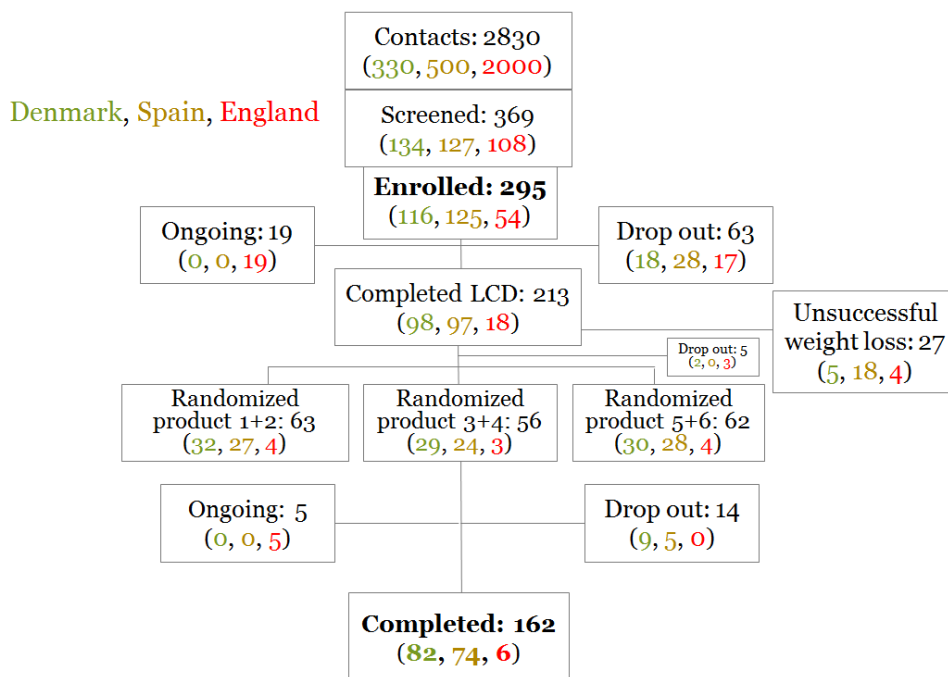 Contacts: 2830
(330, 500, 2000)
Denmark, Spain, England
Screened: 369
(134, 127, 108)
Enrolled: 295
(116, 125, 54)
Ongoing: 19
(0, 0, 19)
Drop out: 63
(18, 28, 17)
Completed LCD: 213
(98, 97, 18)
Unsuccessful
weight loss: 27
(5, 18, 4)
Drop out: 5
(2, 0, 3)
Randomized
product 1+2: 63
(32, 27, 4)
Randomized
product 3+4: 56
(29, 24, 3)
Randomized
product 5+6: 62
(30, 28, 4)
Ongoing: 5
(0, 0, 5)
Drop out: 14
(9, 5, 0)
Completed: 162
(82, 74, 6)